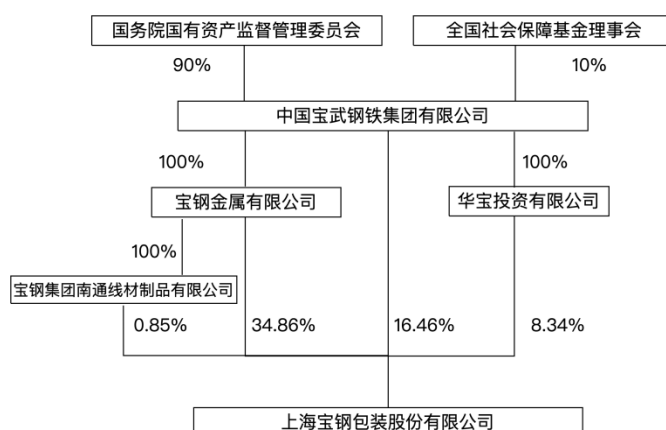 国务院国有资产监督管理委员会
全国社会保障基金理事会
90%
10%
中国宝武钢铁集团有限公司
100%
100%
宝钢金属有限公司
华宝投资有限公司
100%
宝钢集团南通线材制品有限公司
0.85%
34.86%
16.46%
8.34%
上海宝钢包装股份有限公司